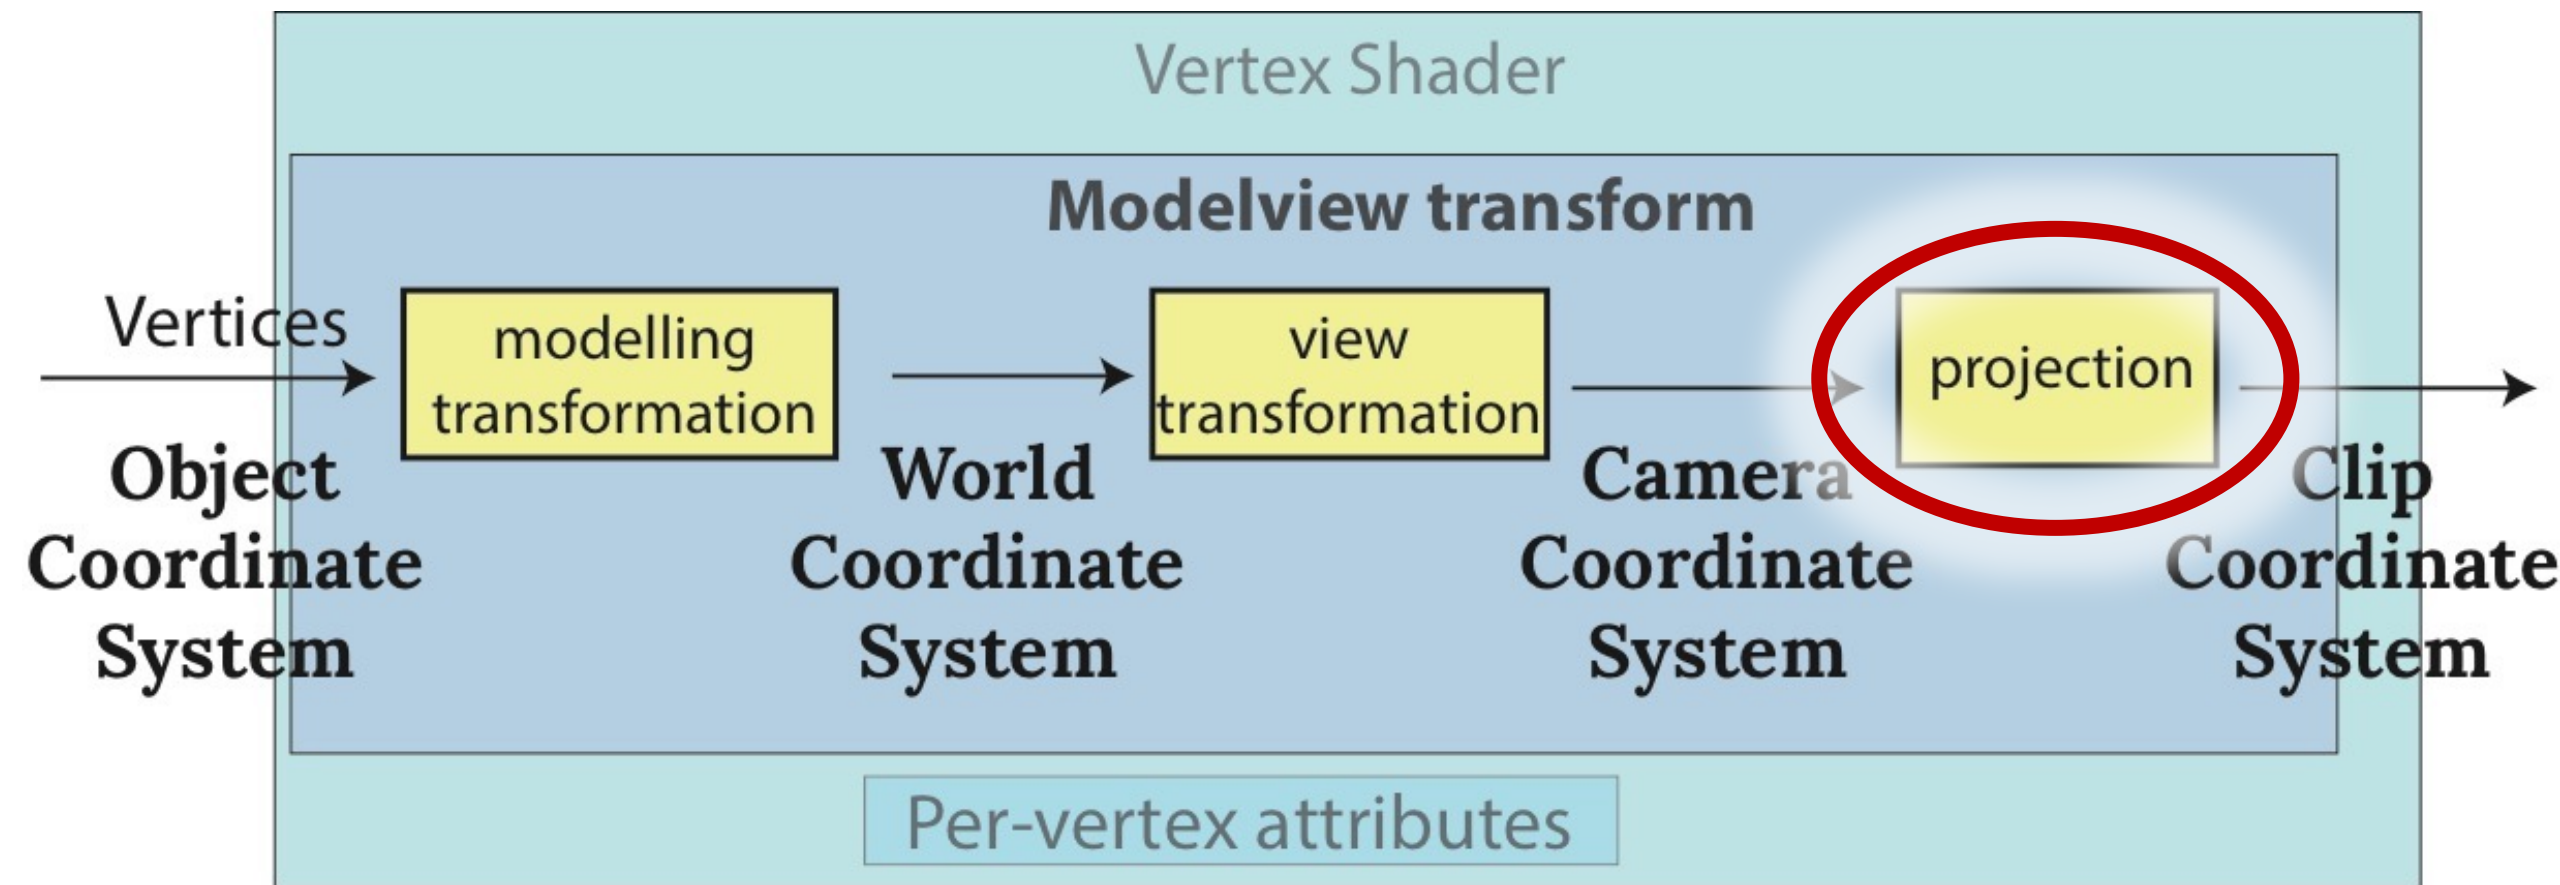 Vertex Shader
Modelview transform
Vertices
modelling
transformation
view
transformation
projection
Object
Coordinate
System
World
Coordinate
System
Camera
Coordinate
System
Clip
Coordinate
System
Per-vertex attributes